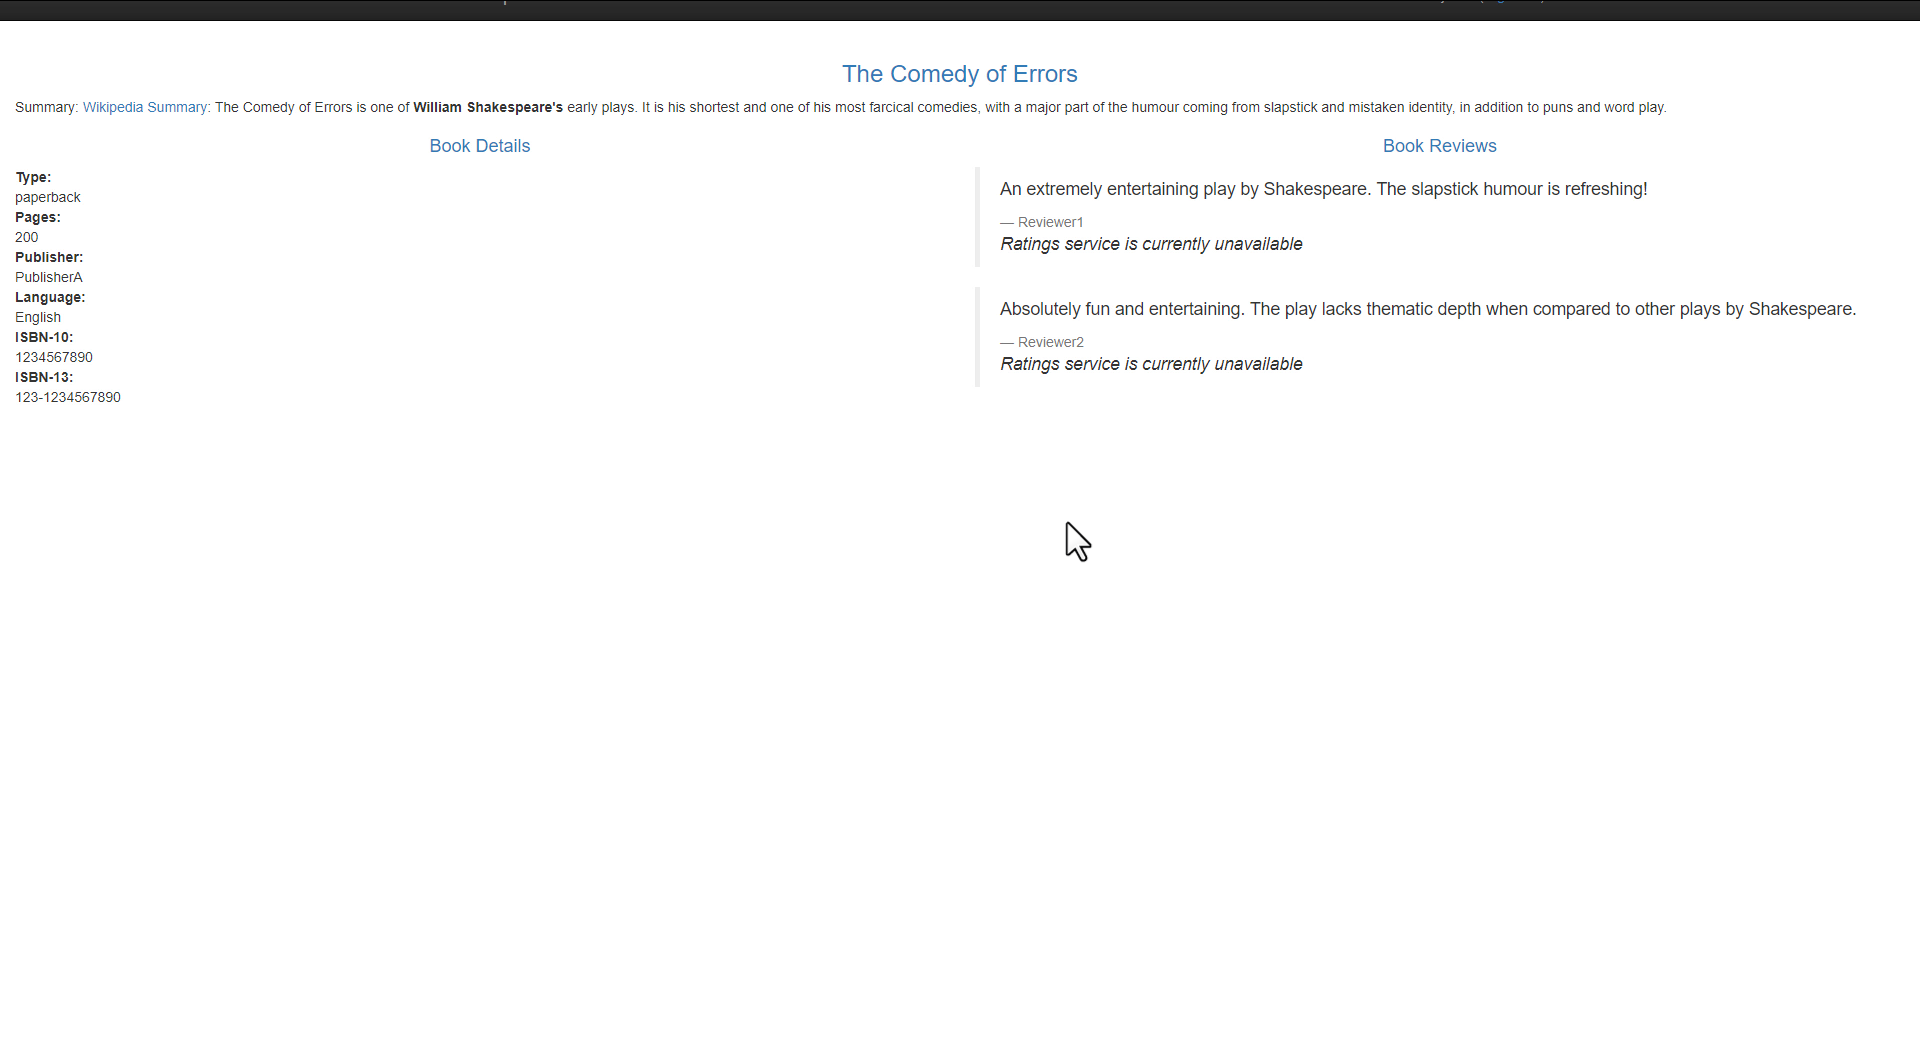 The Comedy of Errors
Summary: Wikipedia Summary: The Comedy of Errors is one of William Shakespeare's early plays. It is his shortest and one of his most farcical comedies, with a major part of the humour coming from slapstick and mistaken identity, in addition to puns and word play.
Book Details
Type:
paperback
Pages:
200
Publisher:
PublisherA
Language:
English
ISBN-10:
1234567890
ISBN-13:
123-1234567890
Book Reviews
An extremely entertaining play by Shakespeare. The slapstick humour is refreshing!
— Reviewer1
Ratings service is currently unavailable
Absolutely fun and entertaining. The play lacks thematic depth when compared to other plays by Shakespeare.
— Reviewer2
Ratings service is currently unavailable